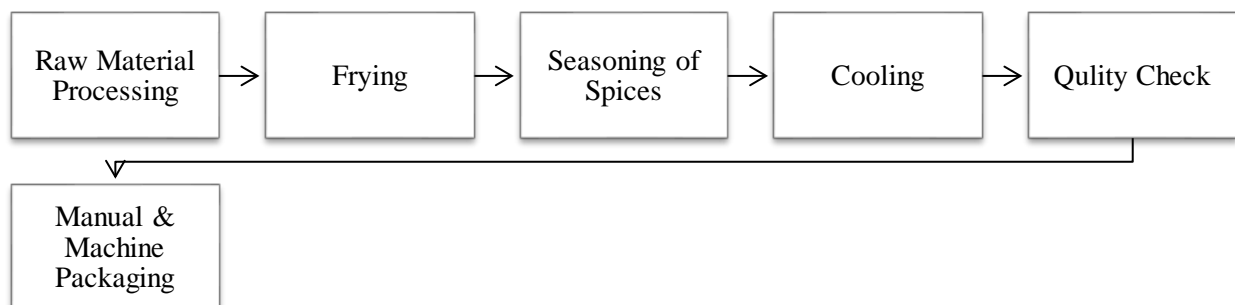 Raw Material
Processing
Frying
Seasoning of
Spices
Cooling
Qulity Check
Manual &
Machine
Packaging